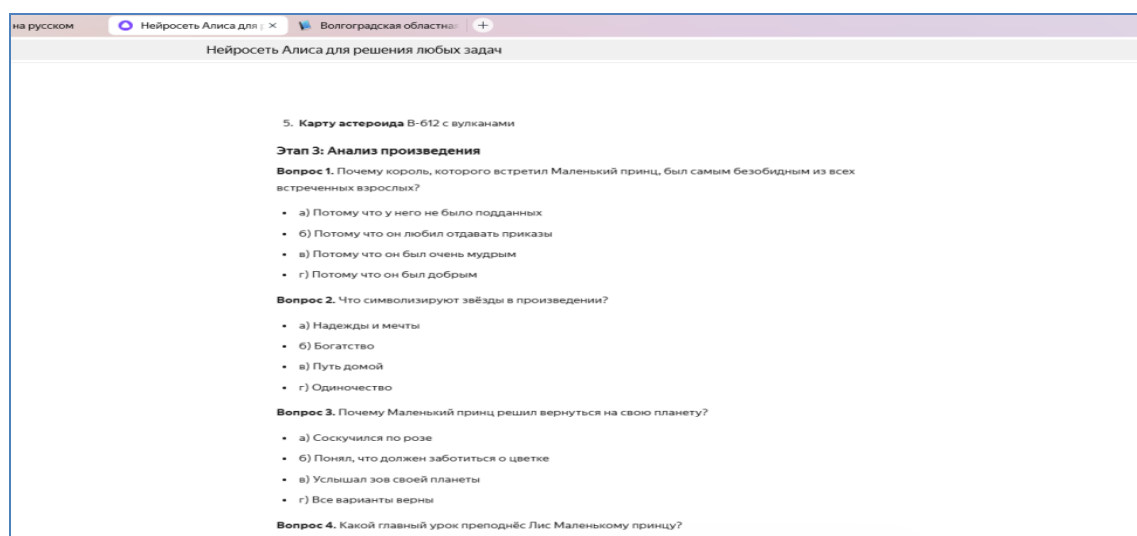 на русском
Нейросеть Алиса для р
Волгоградская областна
Нейросеть Алиса для решения любых задач
5. Карту астероида В-612 с вулканами
Этап 3: Анализ произведения
Вопрос 1. Почему король, которого встретил Маленький принц, был самым безобидным из всех
встреченных взрослых?
• а) Потому что у него не было подданных
• б) Потому что он любил отдавать приказы
• в) Потому что он был очень мудрым
• г) Потому что он был добрым
Вопрос 2. Что символизируют звёзды в произведении?
• а) Надежды и мечты
• б) Богатство
• в) Путь домой
• г) Одиночество
Вопрос 3. Почему Маленький принц решил вернуться на свою планету?
• а) Соскучился по розе
• б) Понял, что должен заботиться о цветке
• в) Услышал зов своей планеты
• г) Все варианты верны
Вопрос 4. Какой главный урок преподнёс Лис Маленькому принцу?